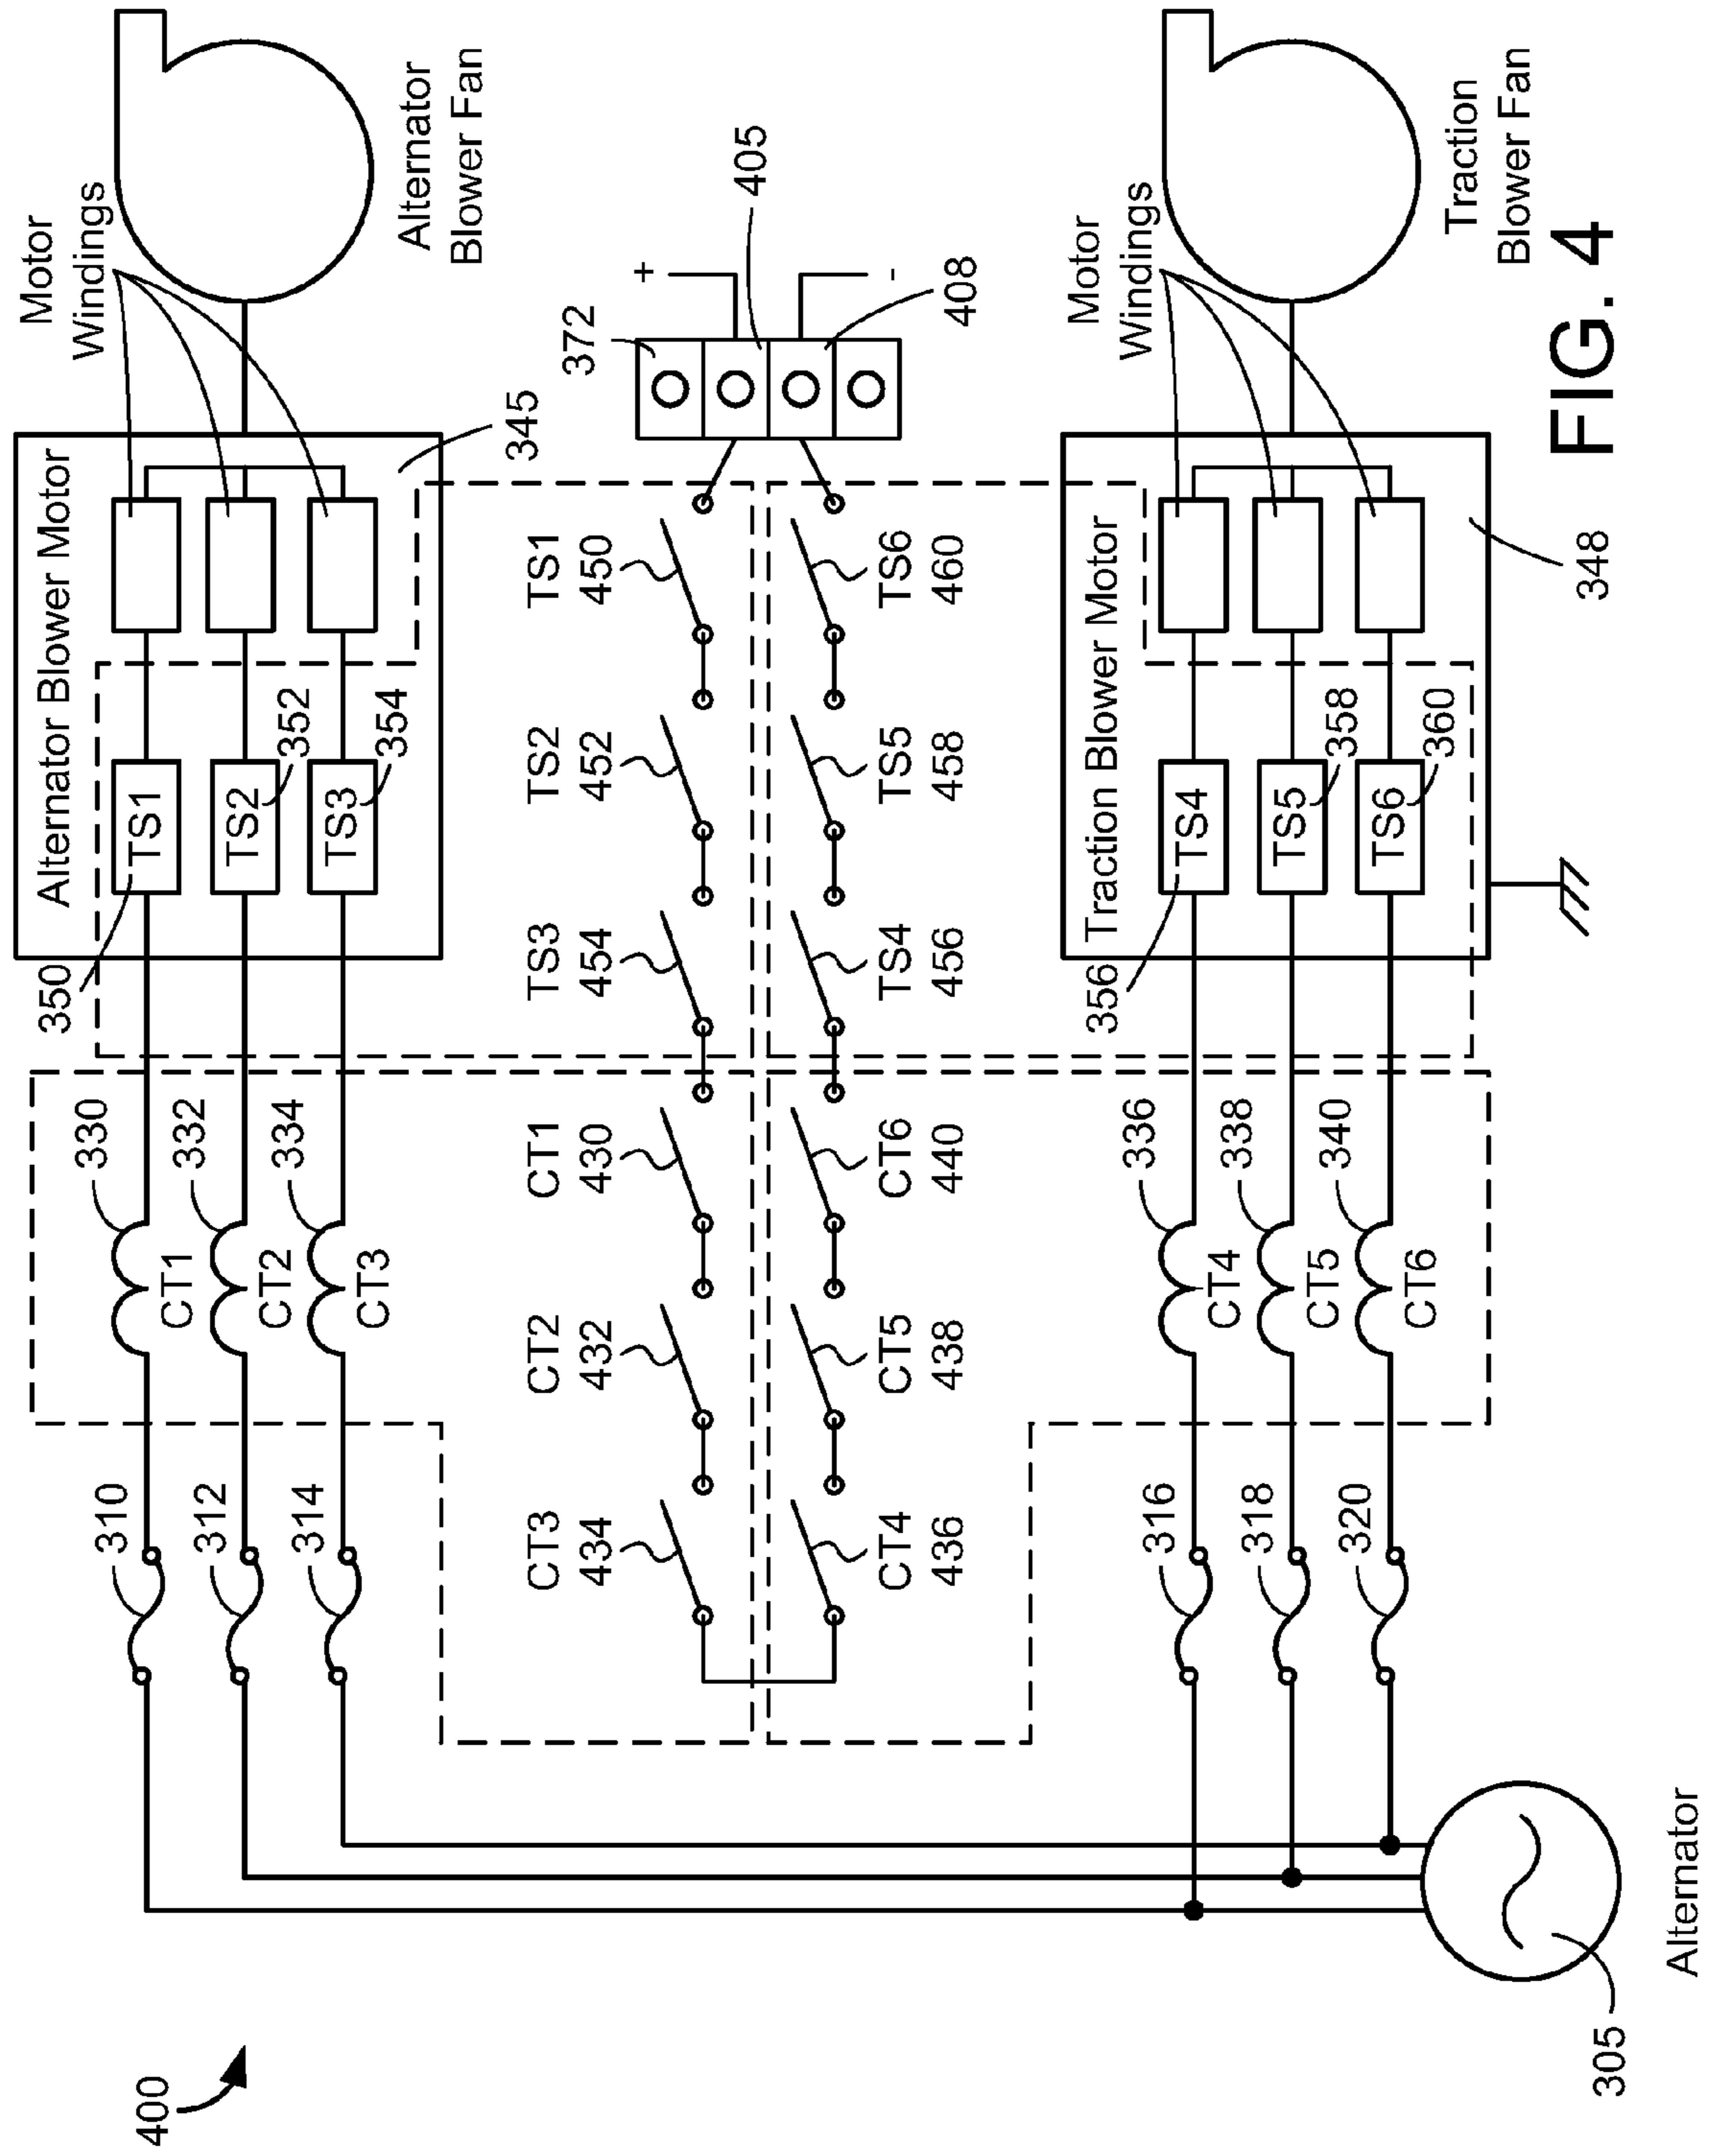 400
305
Alternator
310
312
314
330
CT1
332
CT2
334
CT3
350
Alternator Blower Motor
TS1
TS2
352
TS3
354
345
Motor
Windings
Alternator
Blower Fan
CT3
434
CT2
432
CT1
430
TS3
454
TS2
452
TS1
450
372
+
405
-
408
CT4
436
CT5
438
CT6
440
TS4
456
TS5
458
TS6
460
316
318
320
336
CT4
338
CT5
340
CT6
356
Traction Blower Motor
TS4
TS5
358
TS6
360
348
Motor
Windings
Traction
Blower Fan
FIG. 4